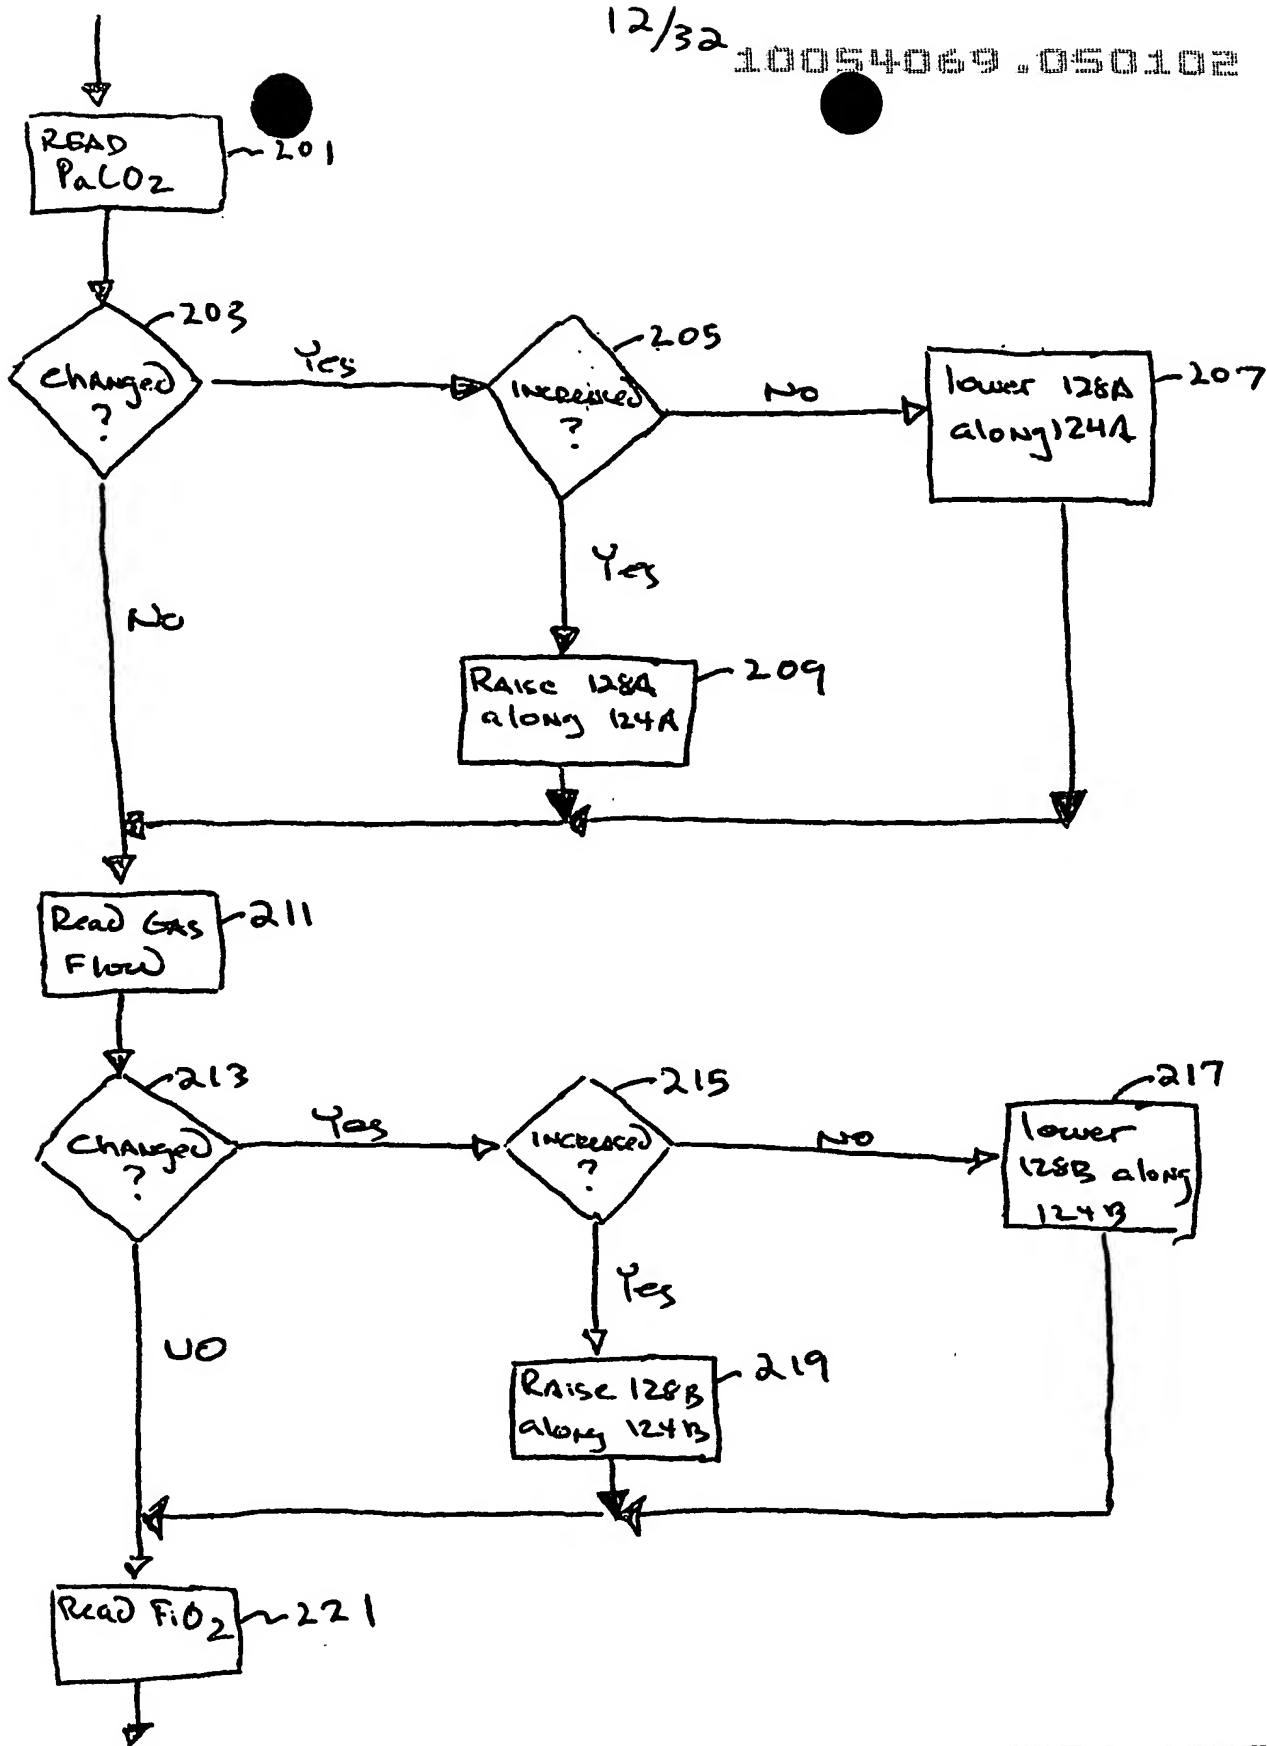 12/32
10054069.050102
READ
PaCO2
201
203
Changed
?
Yes
205
INCREASED
?
No
lower 128A
along 124A
207
No
Yes
Raise 128A
along 124A
209
Read Gas
Flow
211
213
Changed
?
Yes
215
INCREASED
?
No
217
lower
128B along
124B
NO
Yes
Raise 128B
along 124B
219
Read FiO2
221